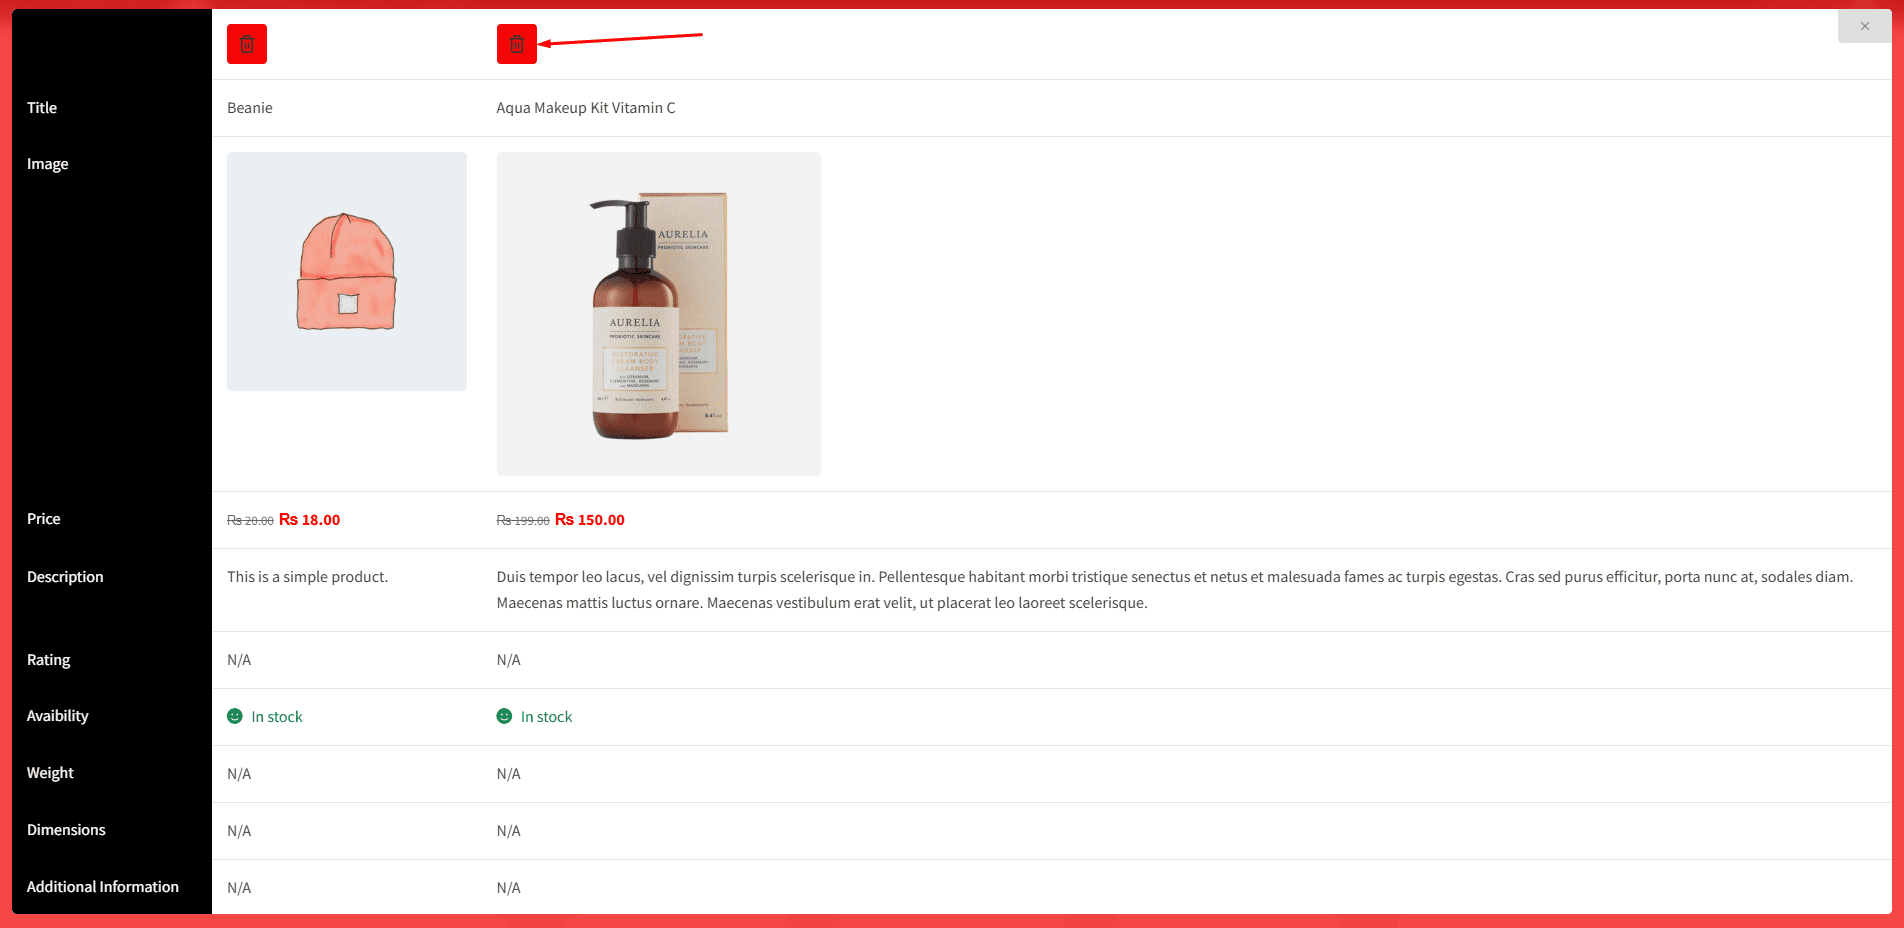 ×
Title
Beanie
Aqua Makeup Kit Vitamin C
Image
AURELIA
PROBIOTIC SKINCARE
AURELIA
PROBIOTIC SKINCARE
RESTORATIVE
CREAM BODY
CLEANSER
Price
₨ 20.00 ₨ 18.00
₨ 199.00 ₨ 150.00
Description
This is a simple product.
Duis tempor leo lacus, vel dignissim turpis scelerisque in. Pellentesque habitant morbi tristique senectus et netus et malesuada fames ac turpis egestas. Cras sed purus efficitur, porta nunc at, sodales diam.
Maecenas mattis luctus ornare. Maecenas vestibulum erat velit, ut placerat leo laoreet scelerisque.
Rating
N/A
N/A
Avaibility
In stock
In stock
Weight
N/A
N/A
Dimensions
N/A
N/A
Additional Information
N/A
N/A